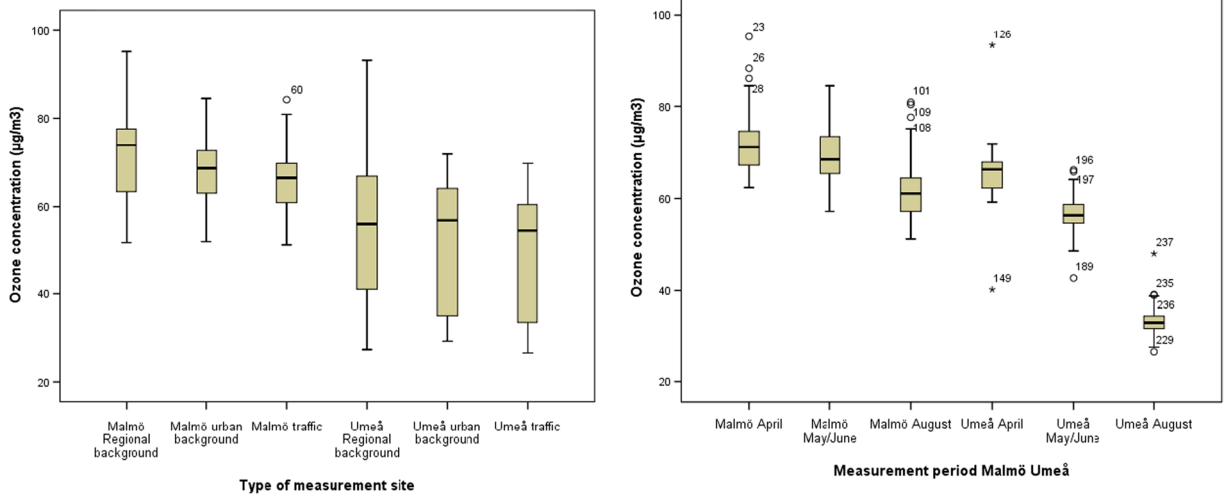 100
80
60
40
20
Ozone concentration (µg/m3)
60
Malmö
Regional
background
Malmö urban
background
Malmö traffic
Umeå
Regional
background
Umeå urban
background
Umeå traffic
Type of measurement site
100
80
60
40
20
Ozone concentration (µg/m3)
23
26
28
101
109
108
126
149
196
197
189
237
235
236
229
Malmö April
Malmö
May/June
Malmö August
Umeå April
Umeå
May/June
Umeå August
Measurement period Malmö Umeå